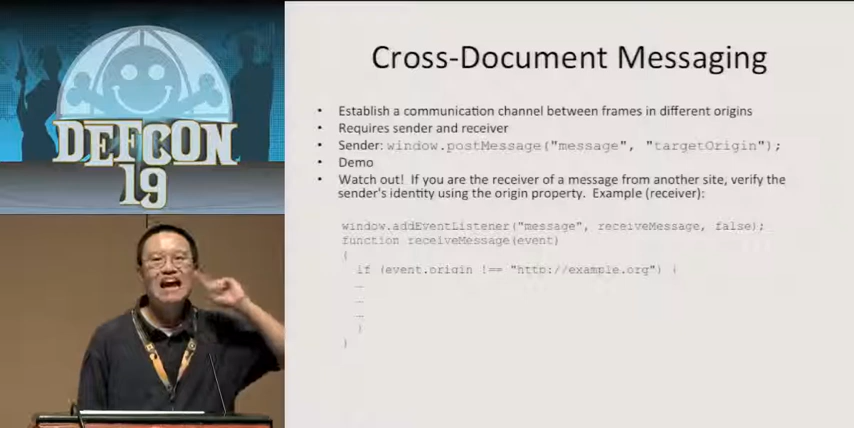 DEFCON
19
Cross-Document Messaging
• Establish a communication channel between frames in different origins
• Requires sender and receiver
• Sender: window.postMessage("message", "targetOrigin");
• Demo
• Watch out! If you are the receiver of a message from another site, verify the
sender's identity using the origin property. Example (receiver):
window.addEventListener("message", receiveMessage, false);
function receiveMessage(event)
{
if (event.origin !== "http://example.org") {
…
…
…
}
}